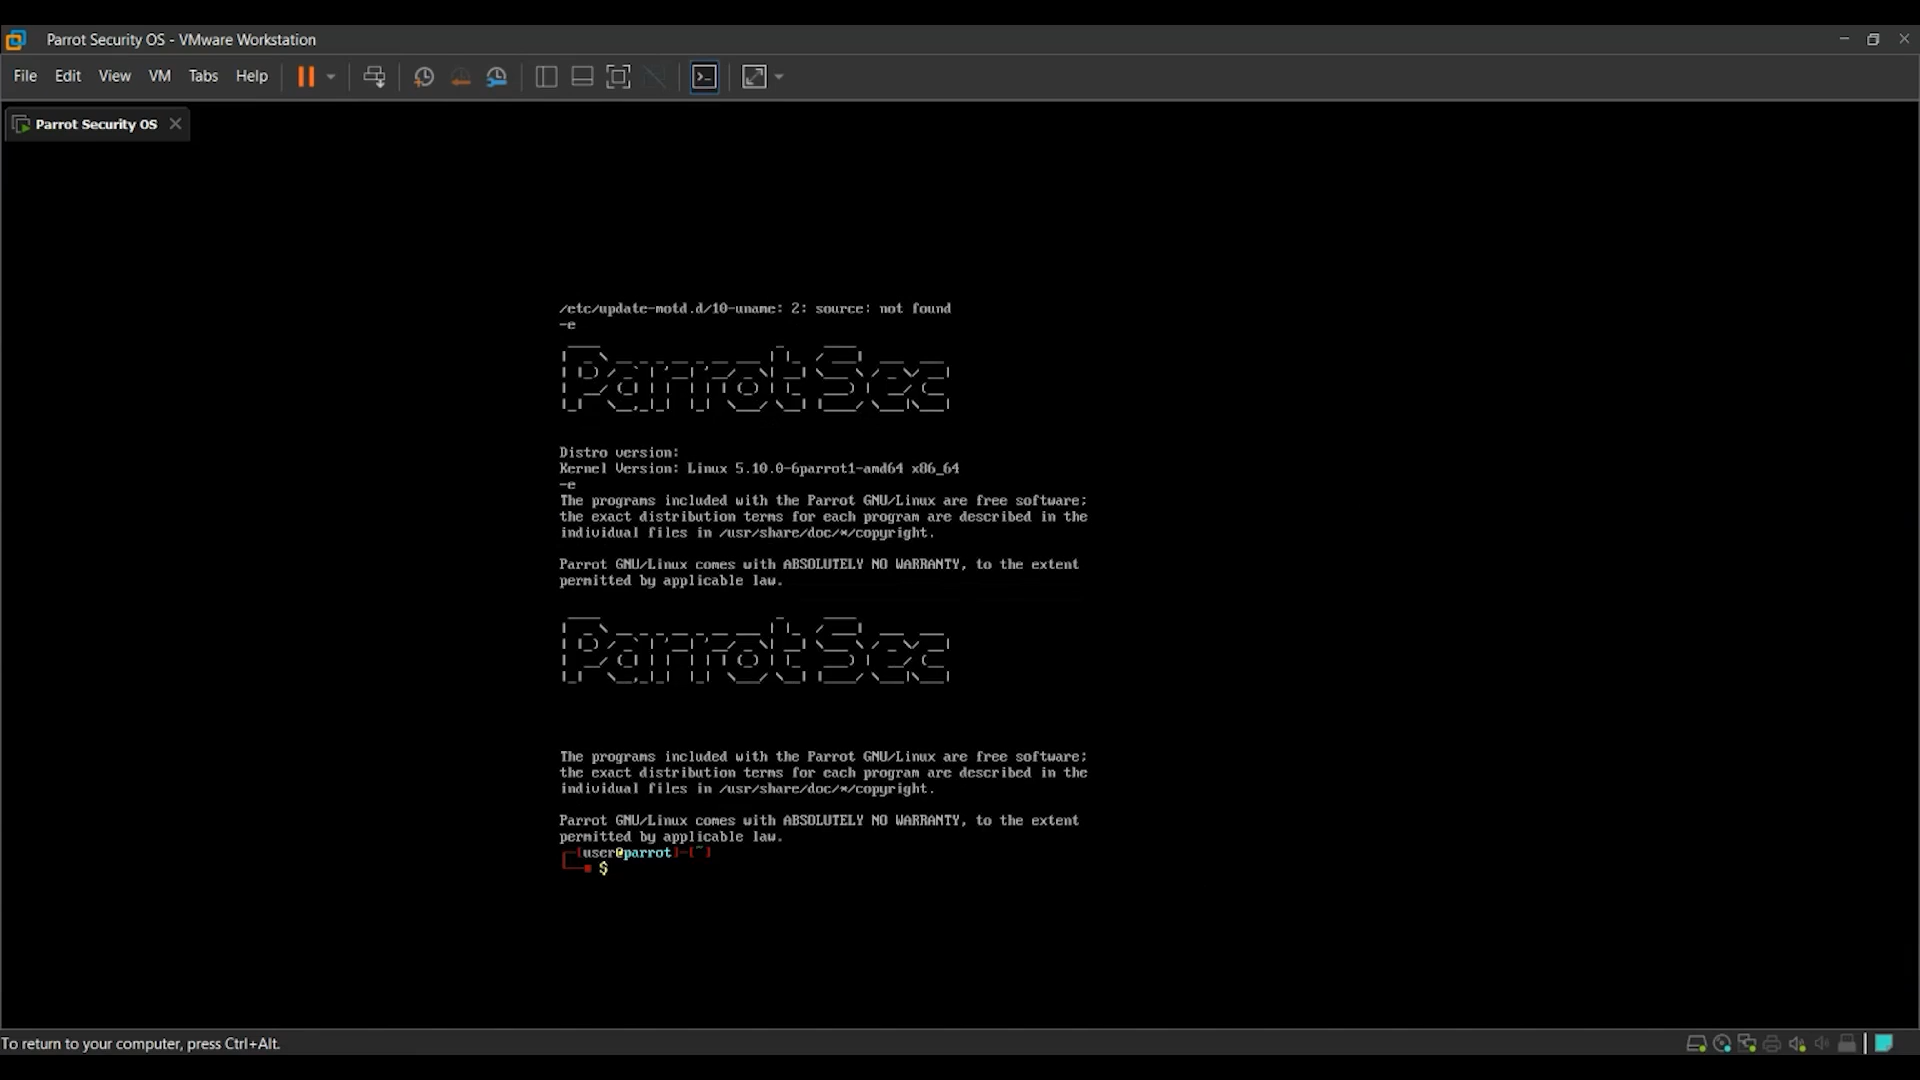 Parrot Security OS - VMware Workstation
File Edit View VM Tabs Help
Parrot Security OS
/etc/update-motd.d/10-uname: 2: source: not found
-e
Parrot Sec
Distro version:
Kernel Version: Linux 5.10.0-6parrot1-amd64 x86_64
-e
The programs included with the Parrot GNU/Linux are free software;
the exact distribution terms for each program are described in the
individual files in /usr/share/doc/*/copyright.
Parrot GNU/Linux comes with ABSOLUTELY NO WARRANTY, to the extent
permitted by applicable law.
Parrot Sec
The programs included with the Parrot GNU/Linux are free software;
the exact distribution terms for each program are described in the
individual files in /usr/share/doc/*/copyright.
Parrot GNU/Linux comes with ABSOLUTELY NO WARRANTY, to the extent
permitted by applicable law.
┌─[user@parrot]─[~]
└──■ $
To return to your computer, press Ctrl+Alt.